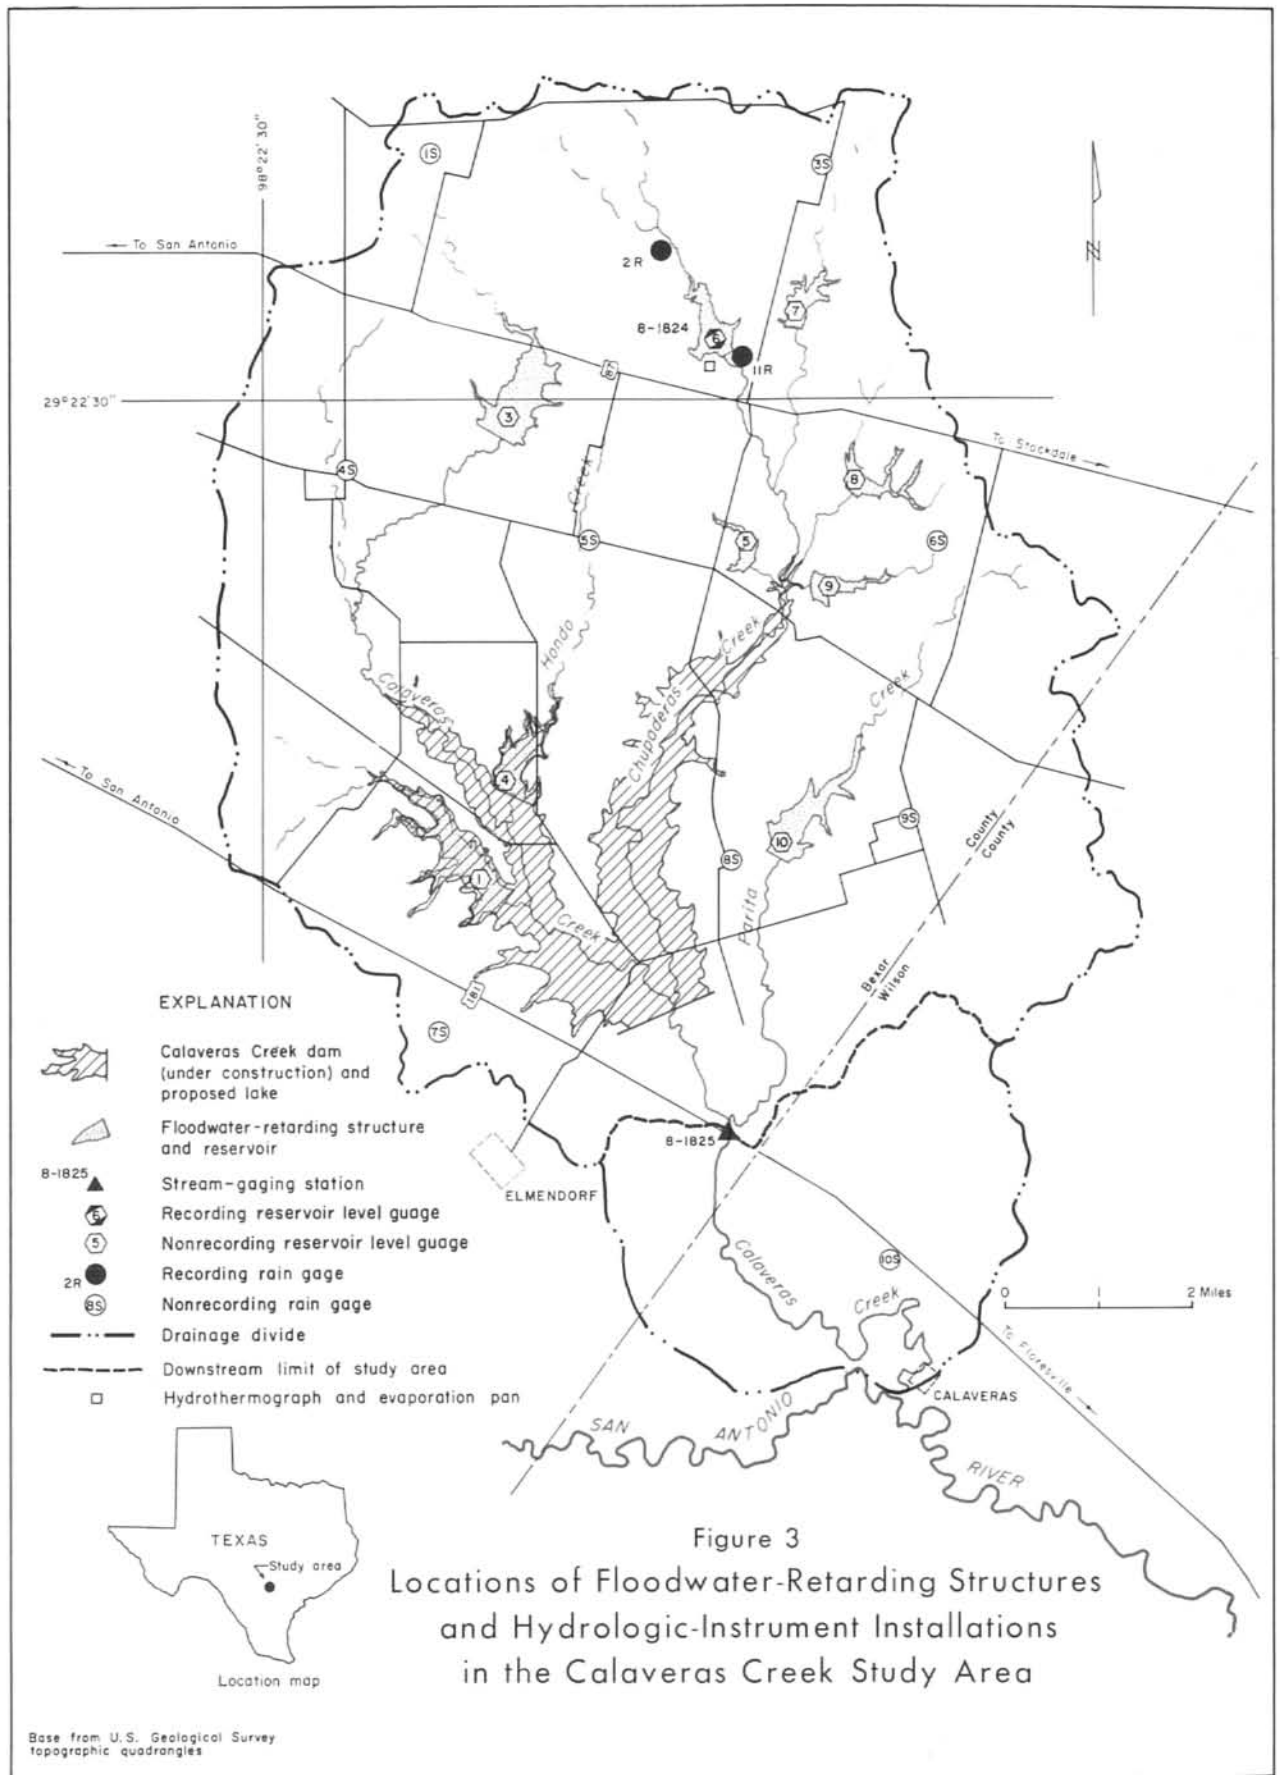 98°22'30"
1S
3S
To San Antonio
2R
7
8-1824
6
11R
87
29°22'30"
3
To Stockdale
4S
Creek
8
5S
5
6S
9
Hondo
Creek
Calaveras
Chupaderas
Creek
4
To San Antonio
10
9S
County
County
8S
1
Parita
Creek
Bexar
Wilson
181
7S
EXPLANATION
Calaveras Creek dam
(under construction) and
proposed lake
Floodwater-retarding structure
and reservoir
8-1825
Stream-gaging station
6
Recording reservoir level guage
5
Nonrecording reservoir level guage
2R
Recording rain gage
8S
Nonrecording rain gage
Drainage divide
Downstream limit of study area
Hydrothermograph and evaporation pan
8-1825
ELMENDORF
Calaveras
Creek
10S
0 1 2 Miles
To Floresville
CALAVERAS
SAN ANTONIO RIVER
N
TEXAS
Study area
Location map
Figure 3
Locations of Floodwater-Retarding Structures
and Hydrologic-Instrument Installations
in the Calaveras Creek Study Area
Base from U.S. Geological Survey
topographic quadrangles